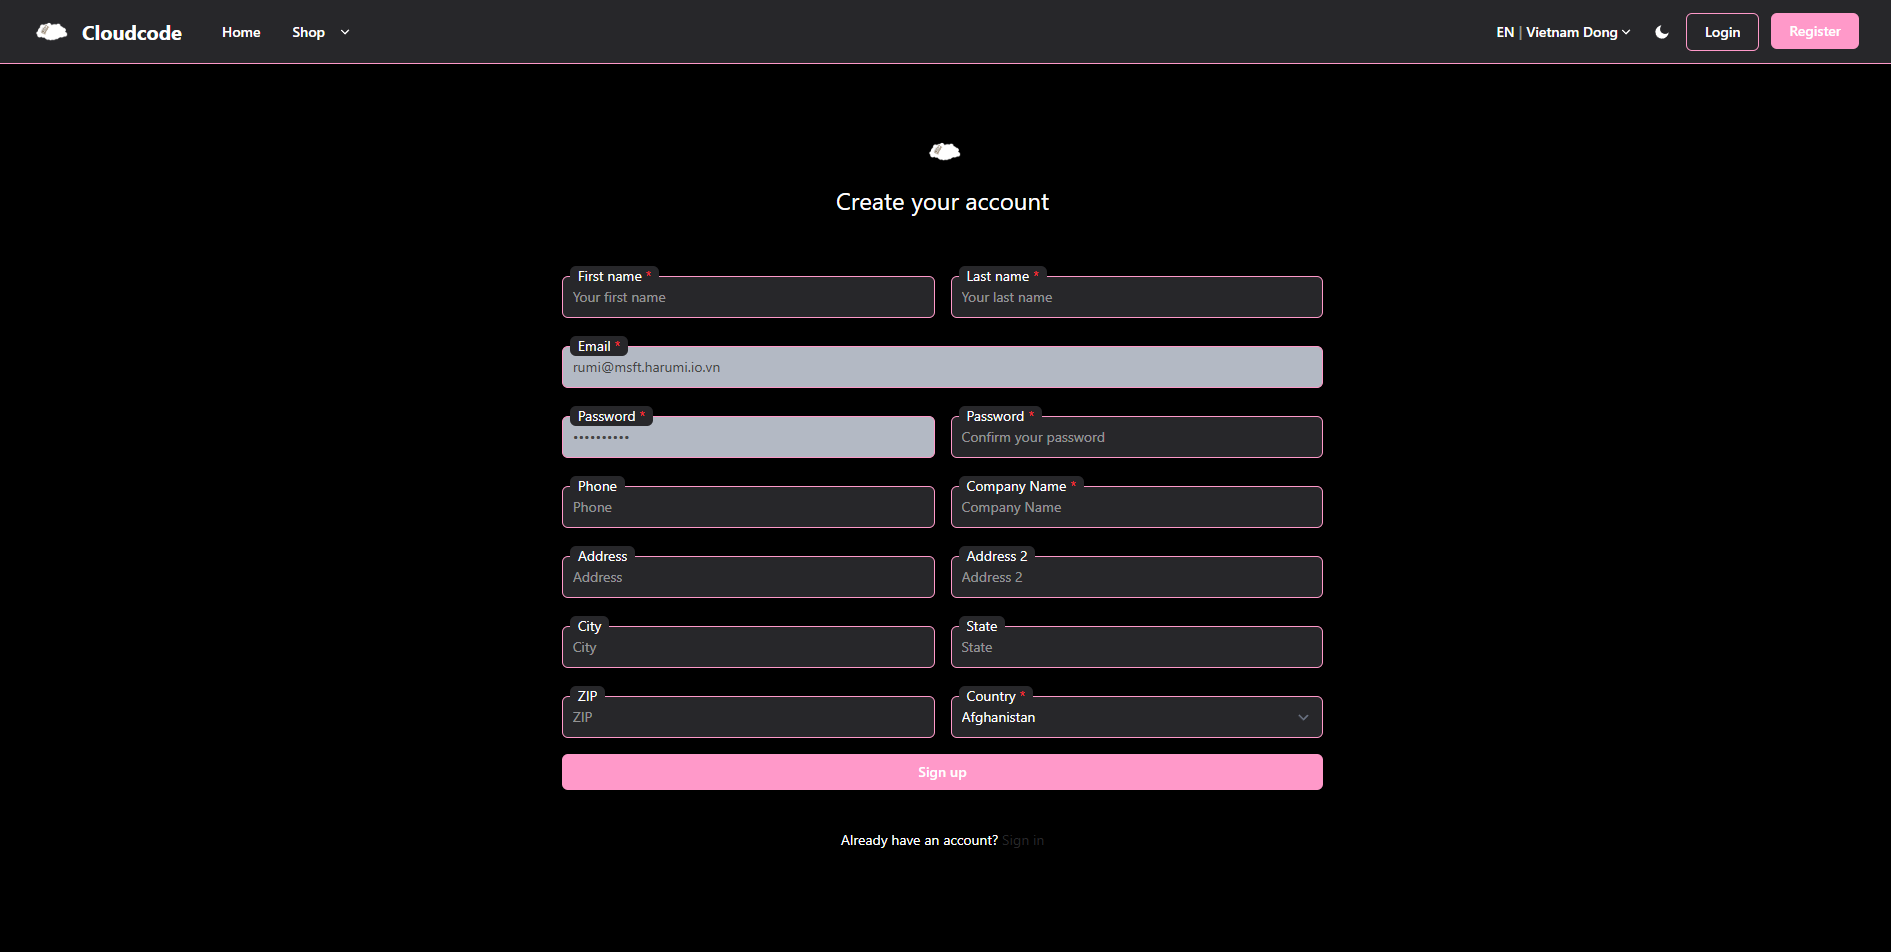 Cloudcode Home Shop EN | Vietnam Dong Login Register
Create your account
First name * Last name *
Your first name Your last name
Email *
rumi@msft.harumi.io.vn
Password * Password *
•••••••••• Confirm your password
Phone Company Name *
Phone Company Name
Address Address 2
Address Address 2
City State
City State
ZIP Country *
ZIP Afghanistan
Sign up
Already have an account? Sign in